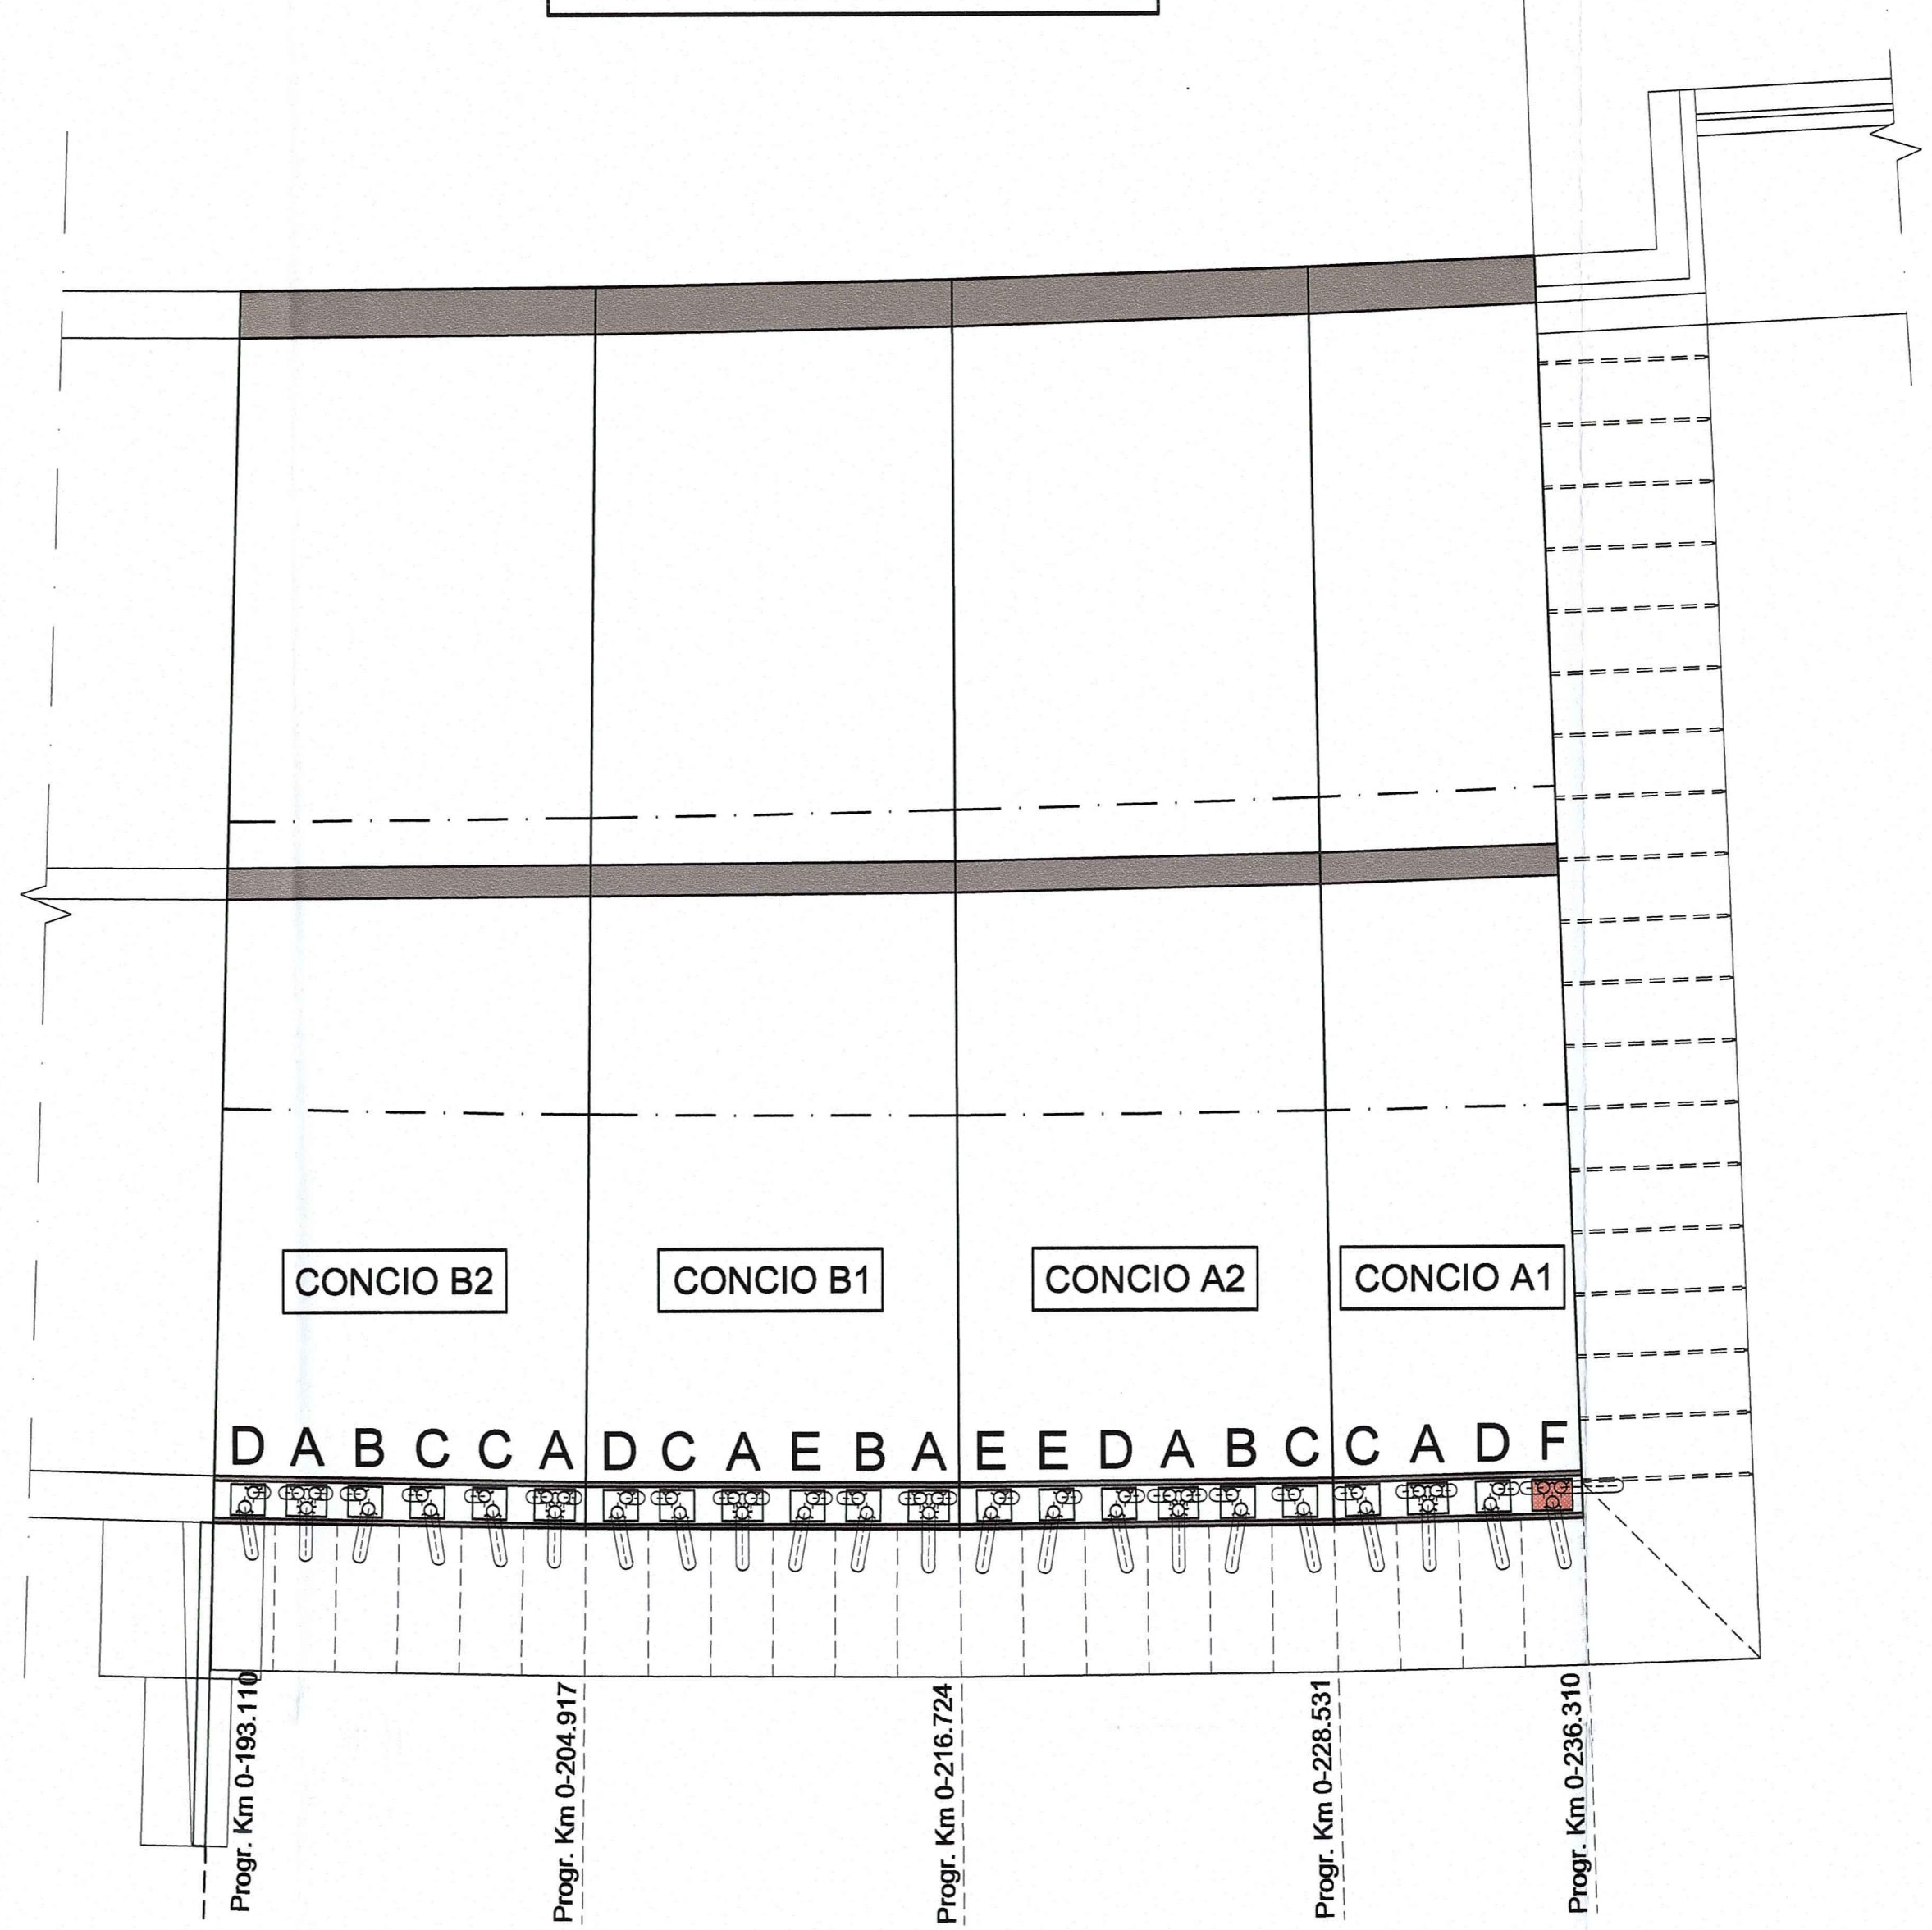 CONCIO B2 CONCIO B1 CONCIO A2 CONCIO A1
D A B C C A D C A E B A E E D A B C C A D F
Progr. Km 0-193.110
Progr. Km 0-204.917
Progr. Km 0-216.724
Progr. Km 0-228.531
Progr. Km 0-236.310